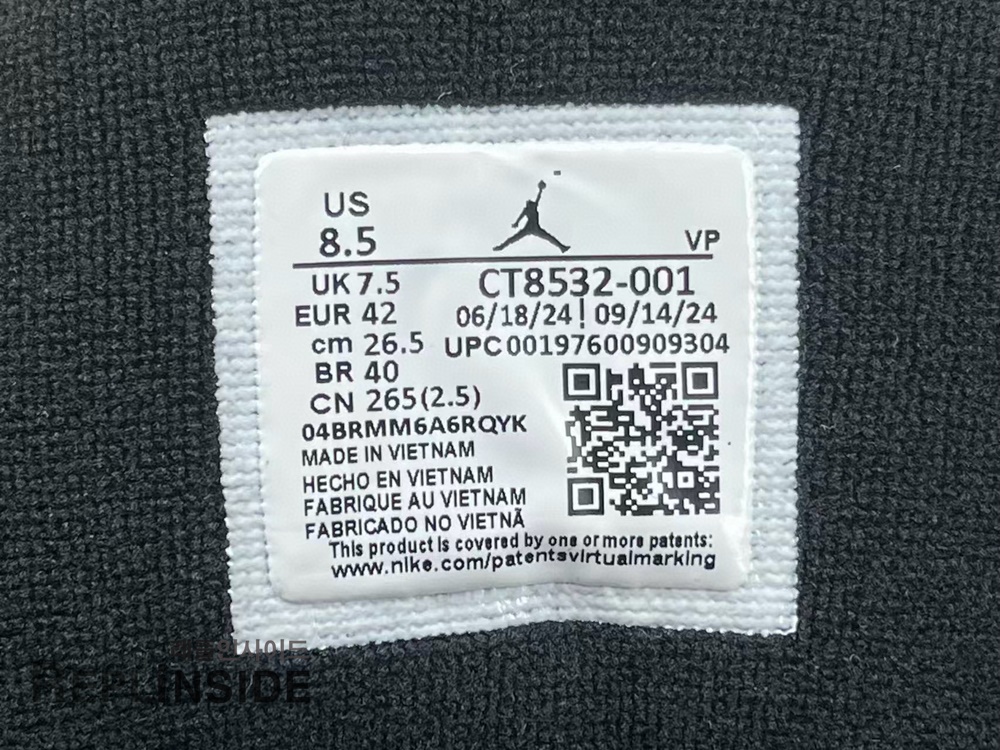 US
8.5
VP
UK 7.5
CT8532-001
EUR 42
06/18/24 | 09/14/24
cm 26.5
UPC00197600909304
BR 40
CN 265(2.5)
04BRMM6A6RQYK
MADE IN VIETNAM
HECHO EN VIETNAM
FABRIQUE AU VIETNAM
FABRICADO NO VIETNÃ
This product is covered by one or more patents:
www.nike.com/patentsvirtualmarking
INSIDE